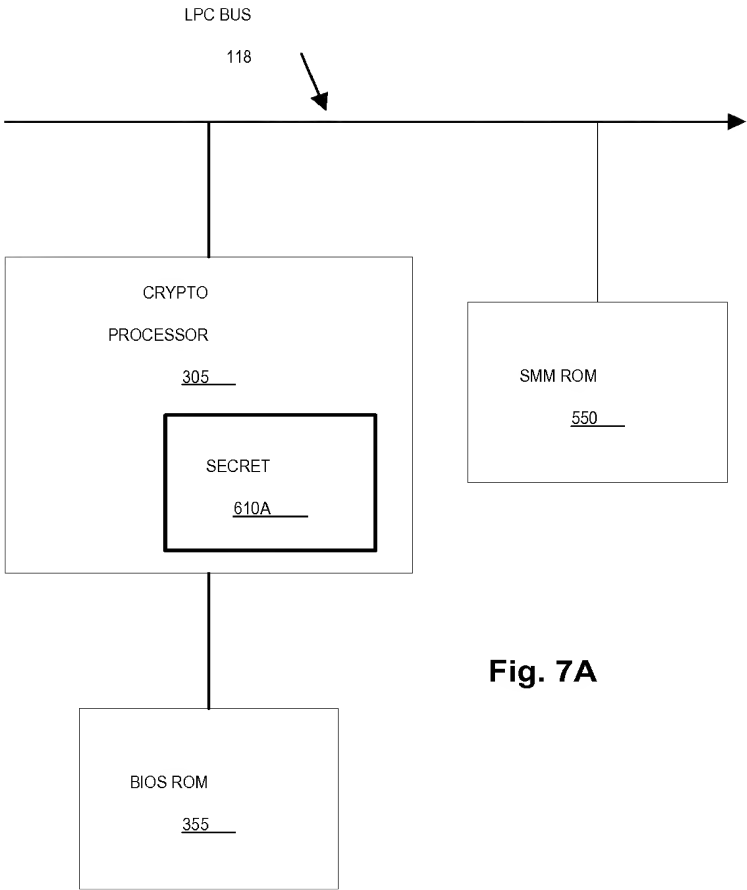 LPC BUS
118
CRYPTO
PROCESSOR
305
SECRET
610A
SMM ROM
550
Fig. 7A
BIOS ROM
355